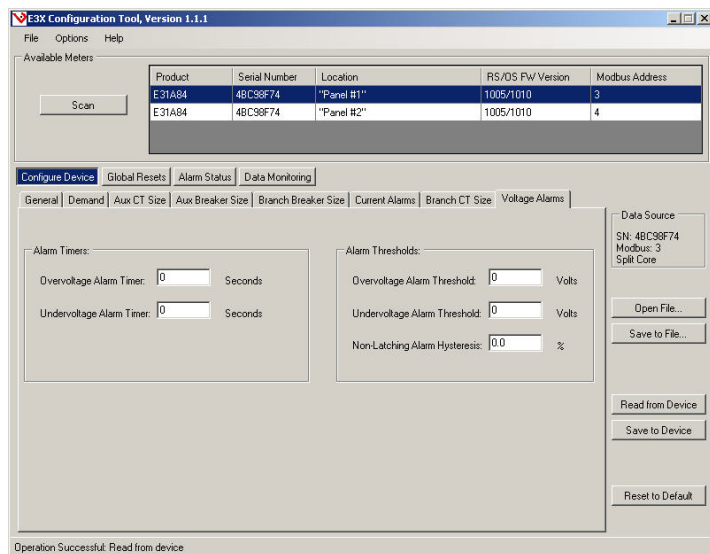 E3X Configuration Tool, Version 1.1.1
File Options Help
Available Meters
Scan
Product Serial Number Location RS/OS FW Version Modbus Address
E31A84 4BC98F74 "Panel #1" 1005/1010 3
E31A84 4BC98F74 "Panel #2" 1005/1010 4
Configure Device Global Resets Alarm Status Data Monitoring
General Demand Aux CT Size Aux Breaker Size Branch Breaker Size Current Alarms Branch CT Size Voltage Alarms
Alarm Timers:
Overvoltage Alarm Timer: 0 Seconds
Undervoltage Alarm Timer: 0 Seconds
Alarm Thresholds:
Overvoltage Alarm Threshold: 0 Volts
Undervoltage Alarm Threshold: 0 Volts
Non-Latching Alarm Hysteresis: 0.0 %
Data Source
SN: 4BC98F74
Modbus: 3
Split Core
Open File...
Save to File...
Read from Device
Save to Device
Reset to Default
Operation Successful: Read from device